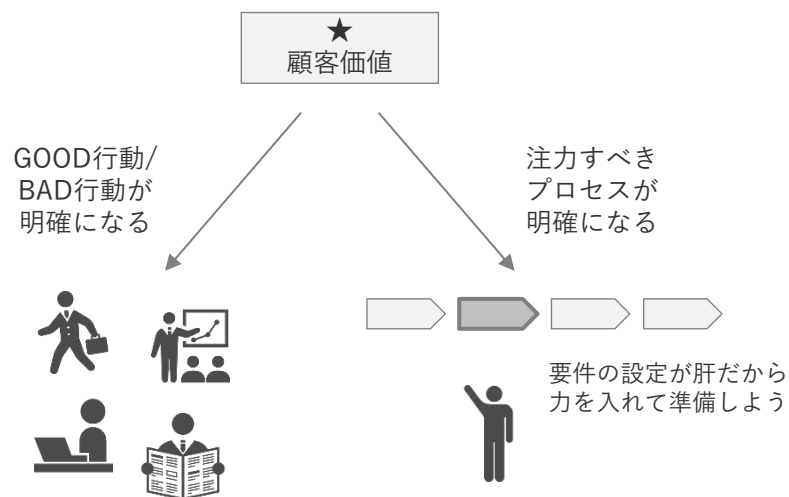 ★
顧客価値
GOOD行動/
BAD行動が
明確になる
注力すべき
プロセスが
明確になる
要件の設定が肝だから
力を入れて準備しよう